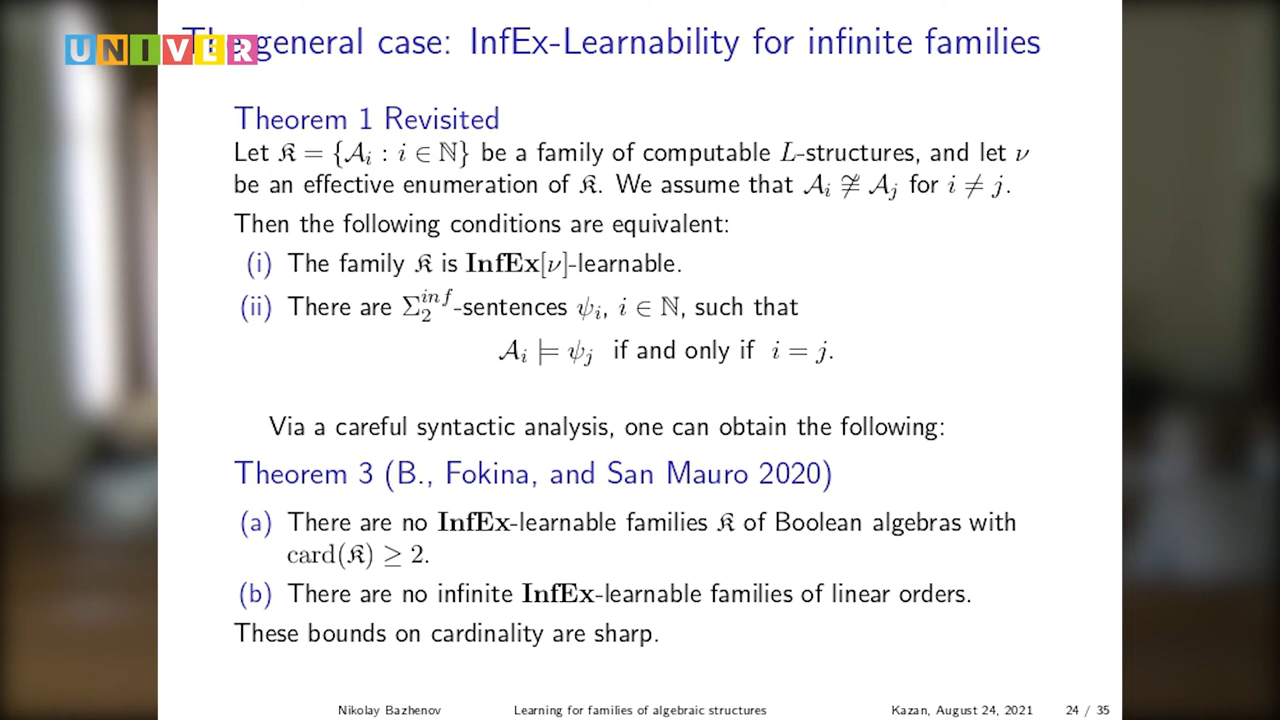 UNIVER
The general case: InfEx-Learnability for infinite families
Theorem 1 Revisited
Let 𝔎 = {𝒜ᵢ : i ∈ ℕ} be a family of computable L-structures, and let ν
be an effective enumeration of 𝔎. We assume that 𝒜ᵢ ≇ 𝒜ⱼ for i ≠ j.
Then the following conditions are equivalent:
(i) The family 𝔎 is InfEx[ν]-learnable.
(ii) There are Σ₂^{inf}-sentences ψᵢ, i ∈ ℕ, such that
𝒜ᵢ ⊨ ψⱼ if and only if i = j.
Via a careful syntactic analysis, one can obtain the following:
Theorem 3 (B., Fokina, and San Mauro 2020)
(a) There are no InfEx-learnable families 𝔎 of Boolean algebras with
card(𝔎) ≥ 2.
(b) There are no infinite InfEx-learnable families of linear orders.
These bounds on cardinality are sharp.
Nikolay Bazhenov Learning for families of algebraic structures Kazan, August 24, 2021 24 / 35